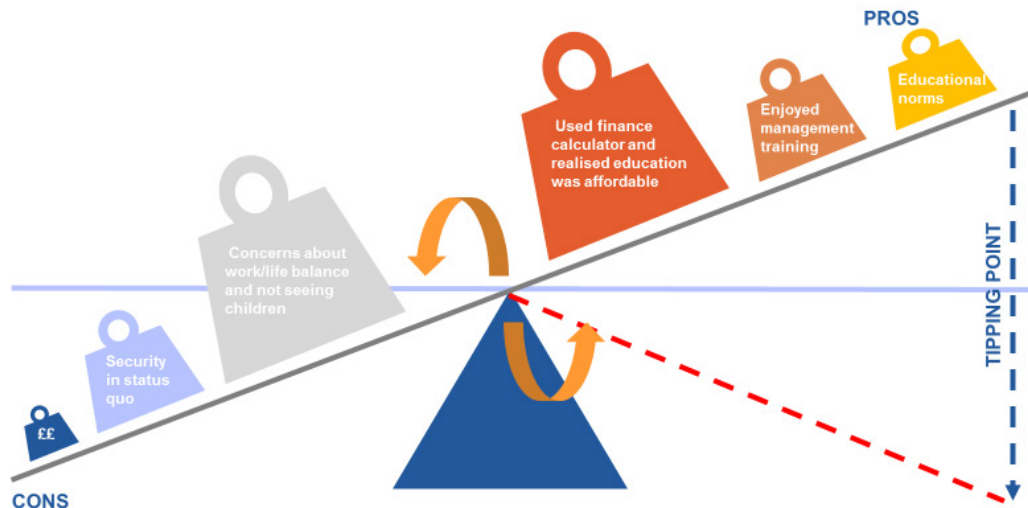 PROS
Educational
norms
Enjoyed
management
training
Used finance
calculator and
realised education
was affordable
Concerns about
work/life balance
and not seeing
children
Security
in status
quo
££
CONS
TIPPING POINT